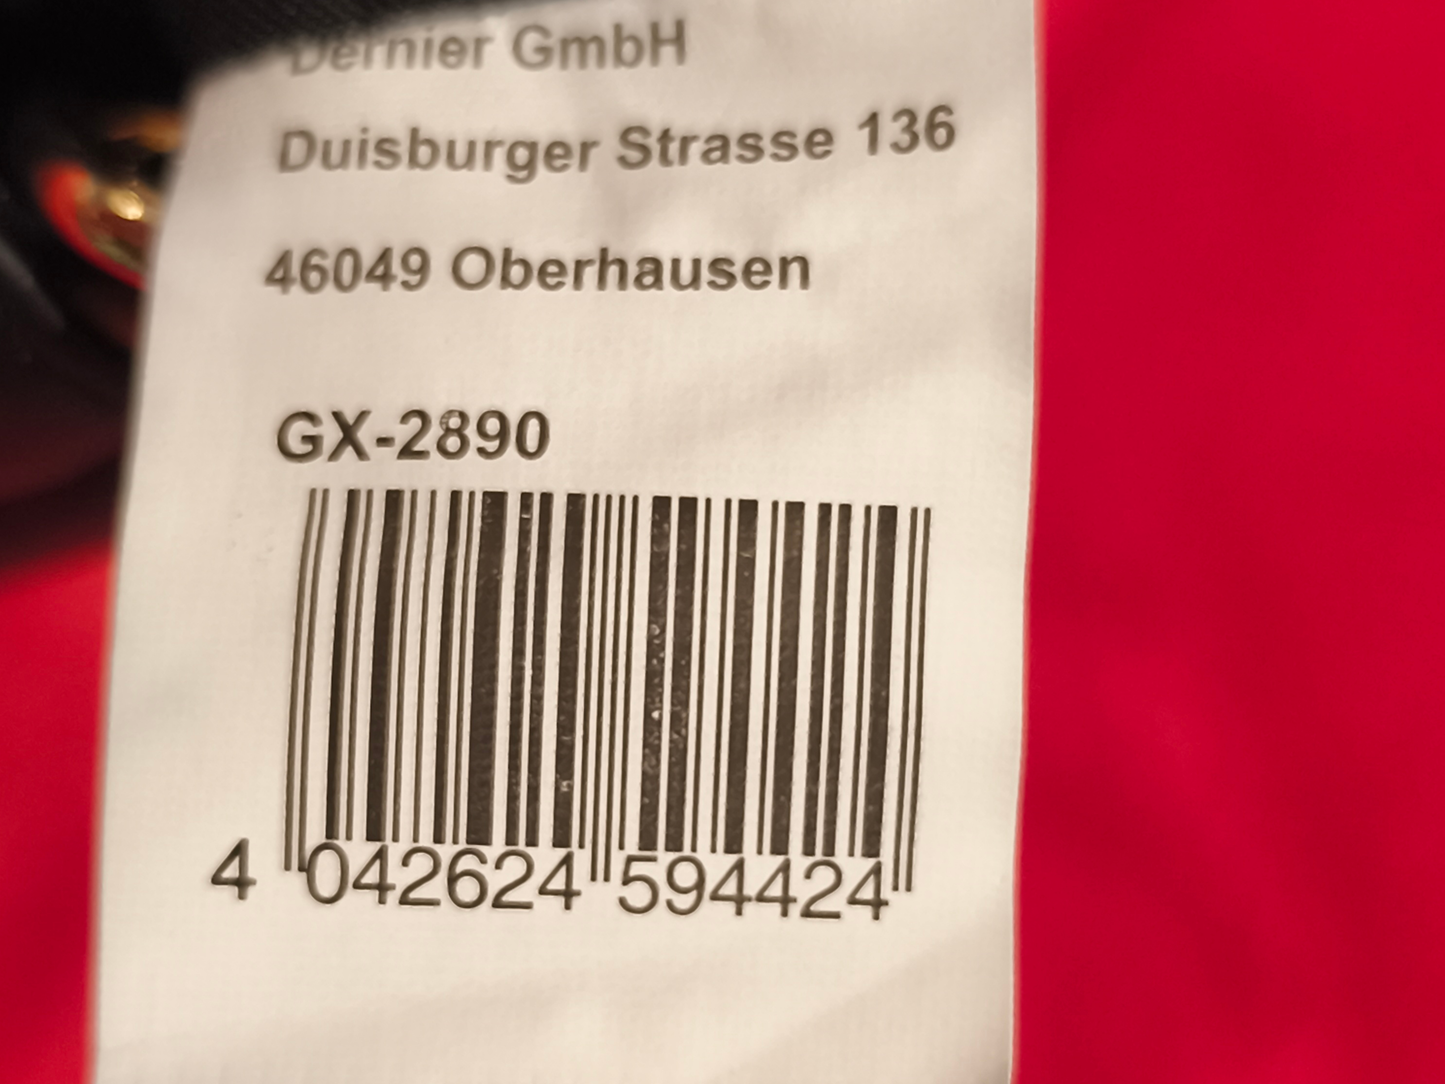 Dernier GmbH
Duisburger Strasse 136
46049 Oberhausen
GX-2890
4 042624 594424